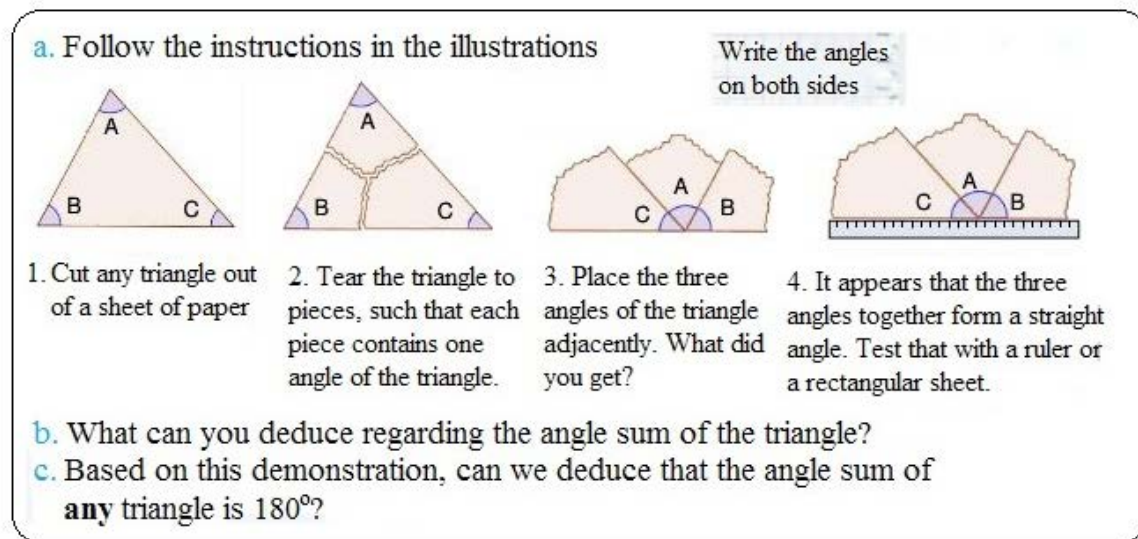 a. Follow the instructions in the illustrations
Write the angles
on both sides
A
B
C
A
B
C
A
C
B
A
C
B
1. Cut any triangle out
of a sheet of paper
2. Tear the triangle to
pieces, such that each
piece contains one
angle of the triangle.
3. Place the three
angles of the triangle
adjacently. What did
you get?
4. It appears that the three
angles together form a straight
angle. Test that with a ruler or
a rectangular sheet.
b. What can you deduce regarding the angle sum of the triangle?
c. Based on this demonstration, can we deduce that the angle sum of
any triangle is 180º?